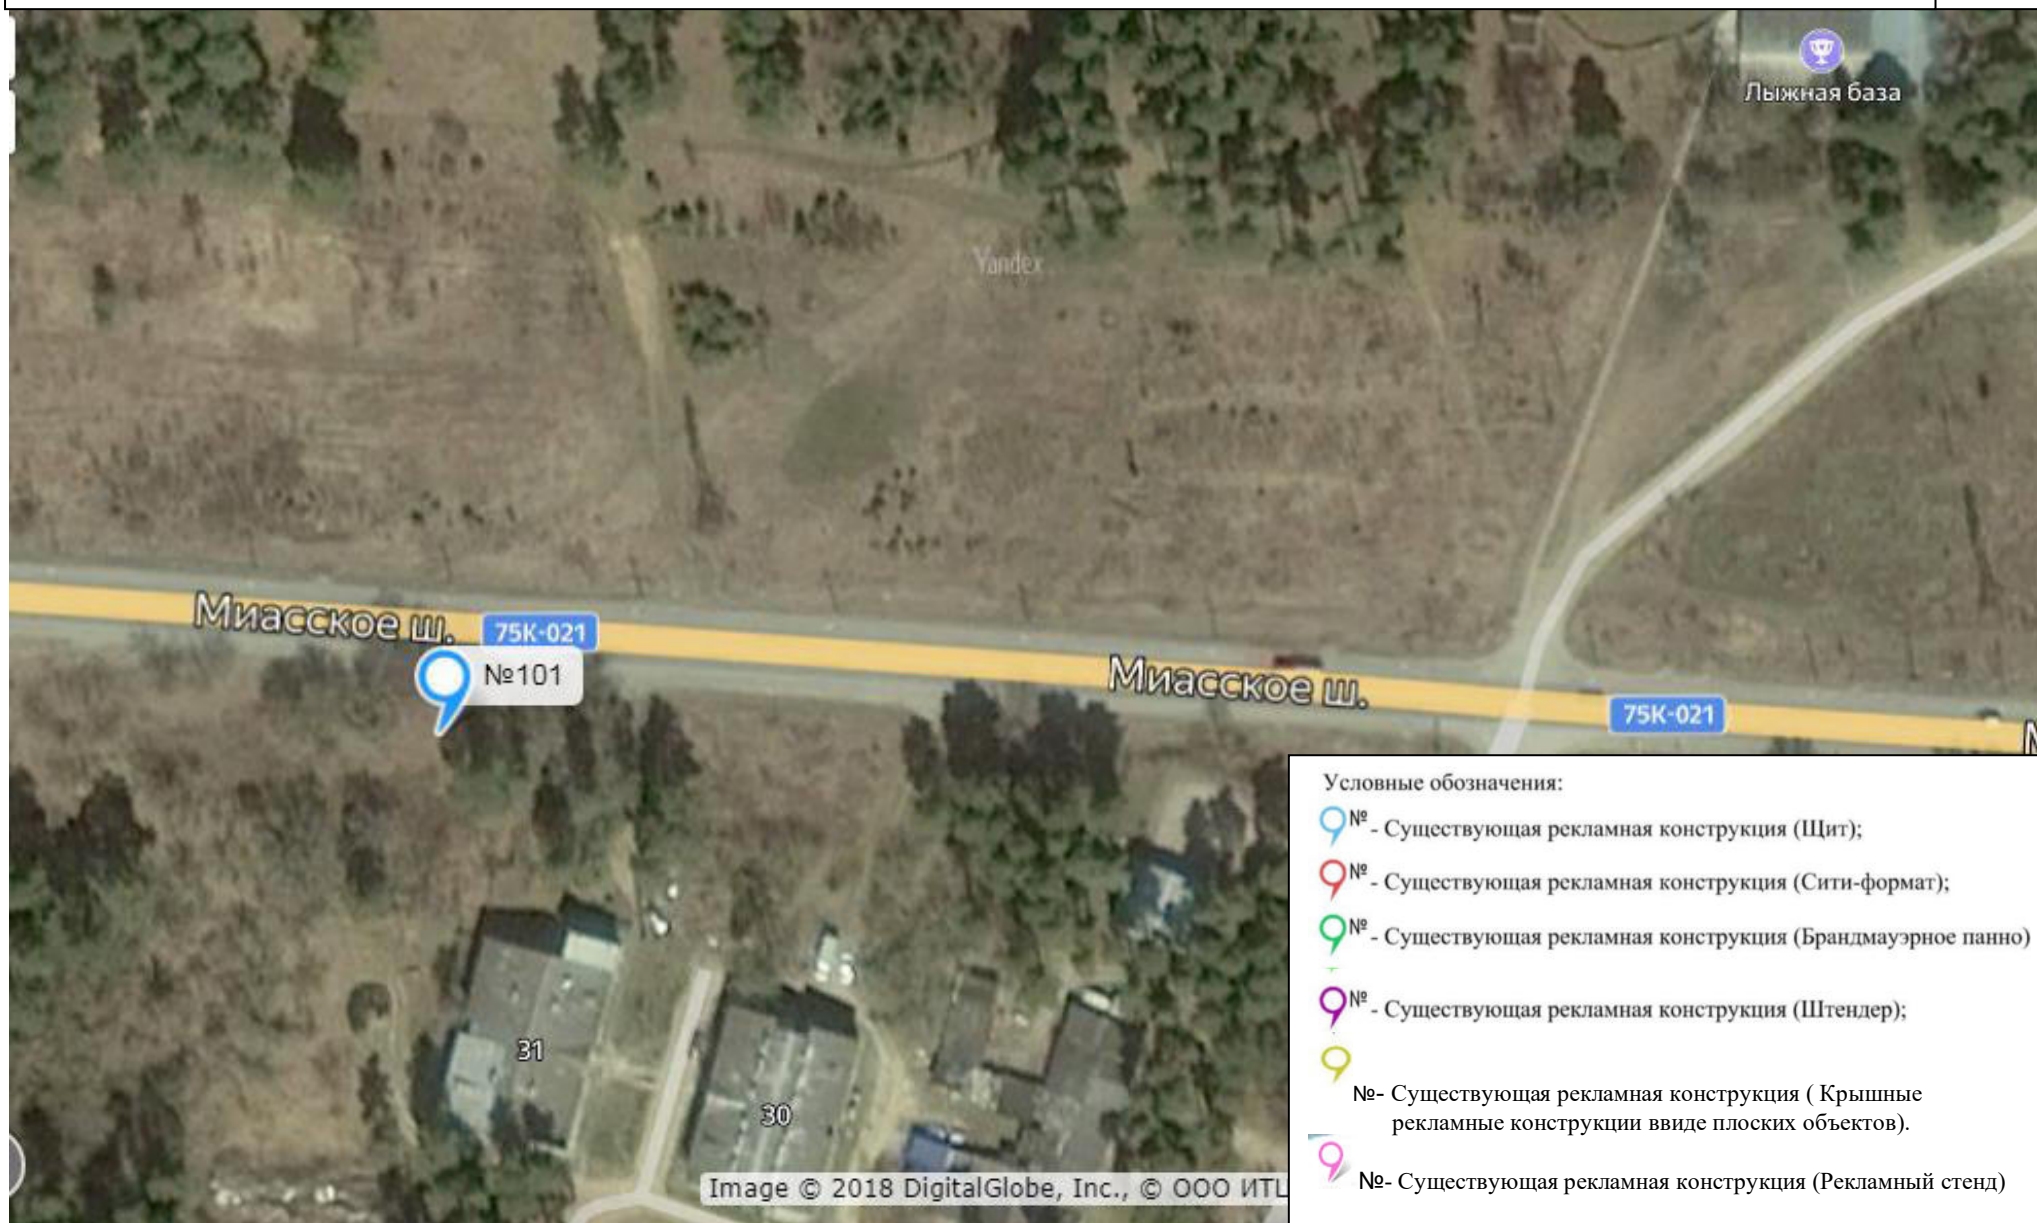 Лыжная база
Yandex
Миасское ш.
75К-021
№101
Миасское ш.
75К-021
31
30
Image © 2018 DigitalGlobe, Inc., © ООО ИТ
Условные обозначения:
№ - Существующая рекламная конструкция (Щит);
№ - Существующая рекламная конструкция (Сити-формат);
№ - Существующая рекламная конструкция (Брандмауэрное панно)
№ - Существующая рекламная конструкция (Штендер);
№- Существующая рекламная конструкция ( Крышные
рекламные конструкции ввиде плоских объектов).
№- Существующая рекламная конструкция (Рекламный стенд)